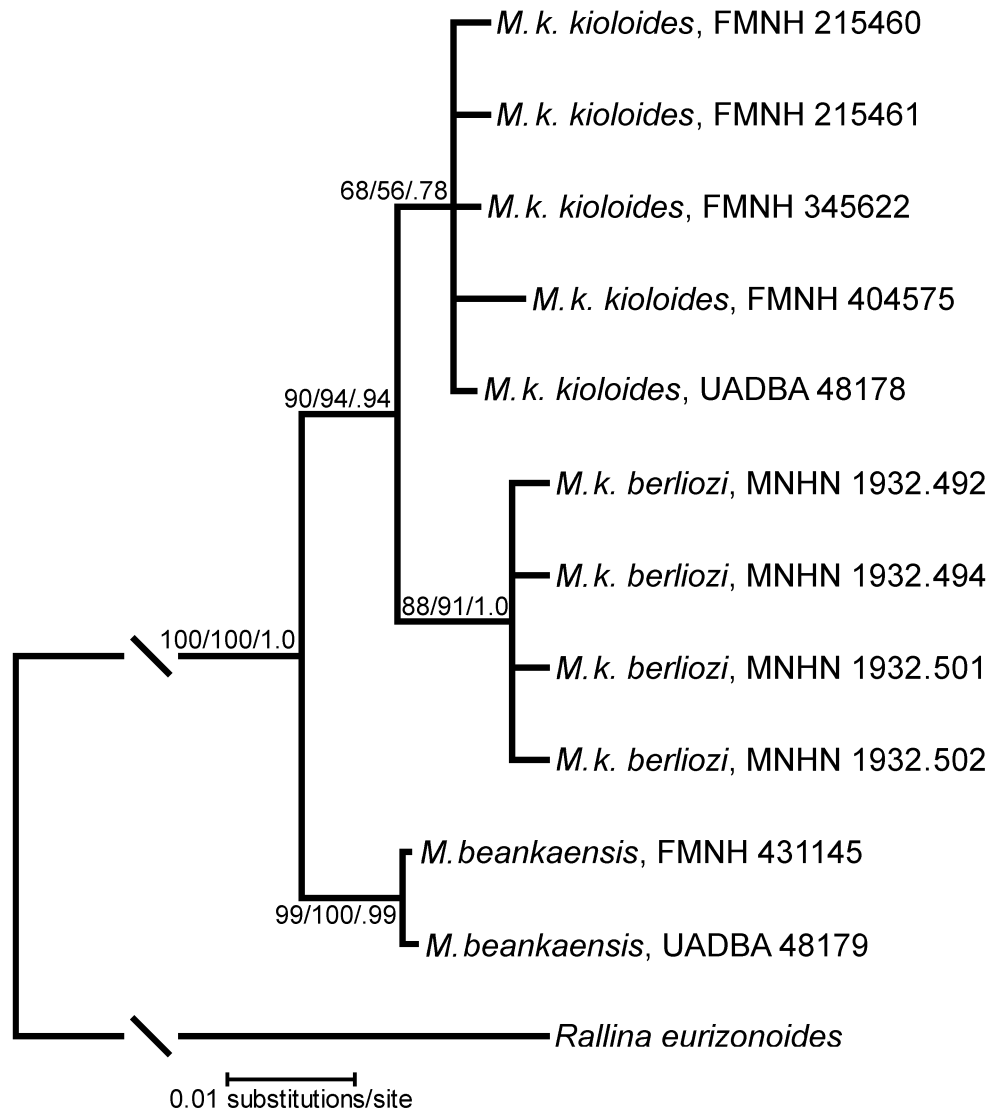 M. k. kioloides, FMNH 215460
M. k. kioloides, FMNH 215461
68/56/.78
M. k. kioloides, FMNH 345622
M. k. kioloides, FMNH 404575
M. k. kioloides, UADBA 48178
90/94/.94
M. k. berliozi, MNHN 1932.492
M. k. berliozi, MNHN 1932.494
88/91/1.0
100/100/1.0
M. k. berliozi, MNHN 1932.501
M. k. berliozi, MNHN 1932.502
M. beankaensis, FMNH 431145
99/100/.99
M. beankaensis, UADBA 48179
Rallina eurizonoides
0.01 substitutions/site